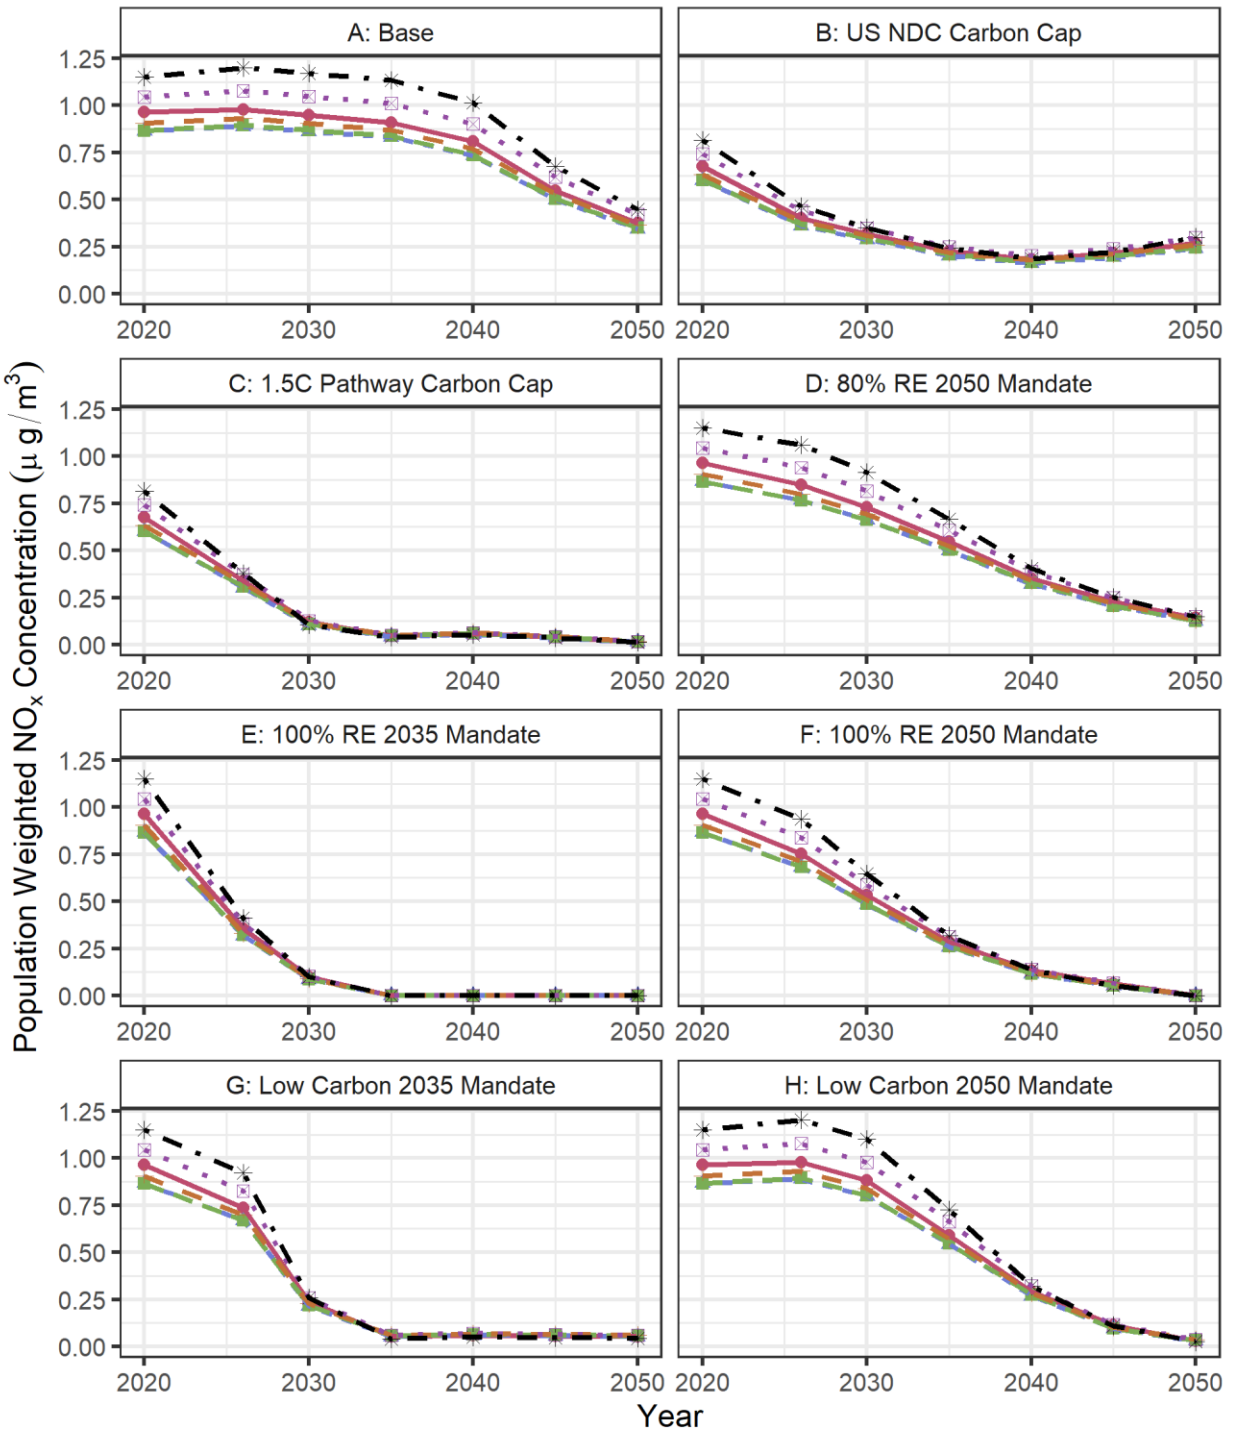 A: Base
B: US NDC Carbon Cap
1.25
1.00
0.75
0.50
0.25
0.00
2020 2030 2040 2050 2020 2030 2040 2050
C: 1.5C Pathway Carbon Cap
D: 80% RE 2050 Mandate
1.25
1.00
0.75
0.50
0.25
0.00
2020 2030 2040 2050 2020 2030 2040 2050
E: 100% RE 2035 Mandate
F: 100% RE 2050 Mandate
1.25
1.00
0.75
0.50
0.25
0.00
2020 2030 2040 2050 2020 2030 2040 2050
G: Low Carbon 2035 Mandate
H: Low Carbon 2050 Mandate
1.25
1.00
0.75
0.50
0.25
0.00
2020 2030 2040 2050 2020 2030 2040 2050
Year
Population Weighted NOₓ Concentration (μ g/m³)